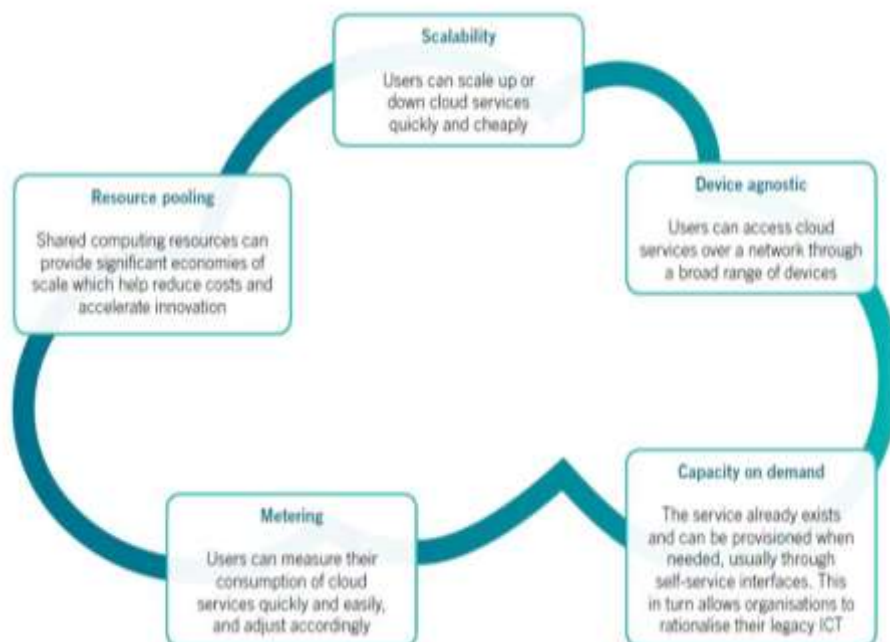 Scalability
Users can scale up or
down cloud services
quickly and cheaply
Device agnostic
Users can access cloud
services over a network through
a broad range of devices
Resource pooling
Shared computing resources can
provide significant economies of
scale which help reduce costs and
accelerate innovation
Capacity on demand
The service already exists
and can be provisioned when
needed, usually through
self-service interfaces. This
in turn allows organisations to
rationalise their legacy ICT
Metering
Users can measure their
consumption of cloud
services quickly and easily,
and adjust accordingly